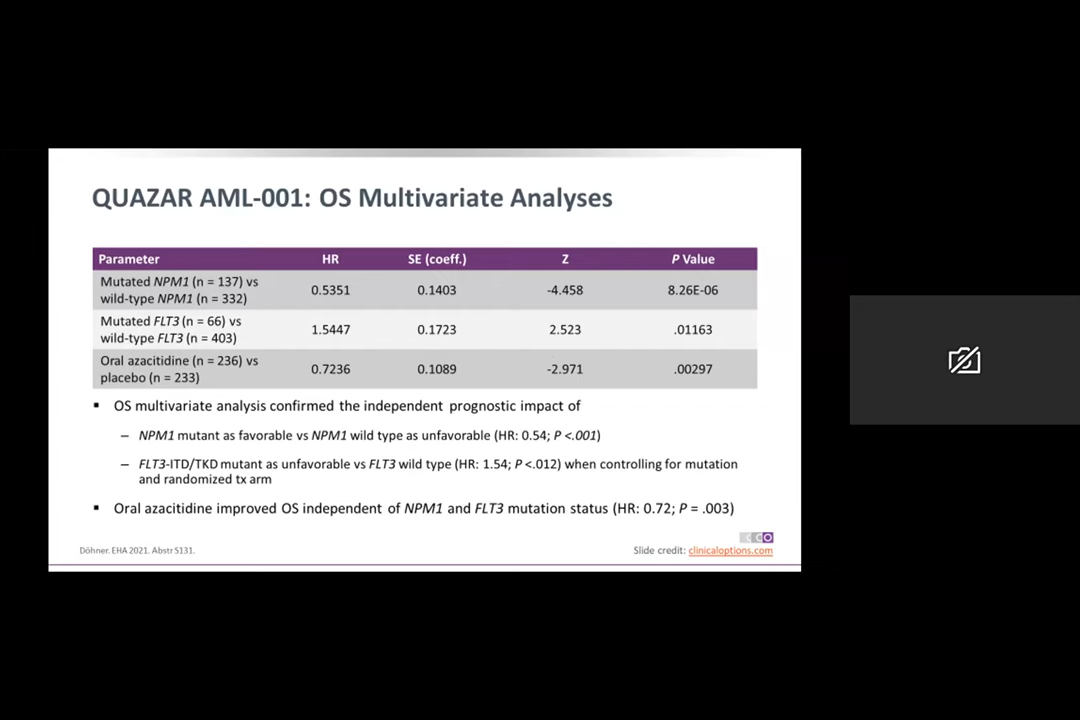 QUAZAR AML-001: OS Multivariate Analyses
Parameter HR SE (coeff.) Z P Value
Mutated NPM1 (n = 137) vs
wild-type NPM1 (n = 332) 0.5351 0.1403 -4.458 8.26E-06
Mutated FLT3 (n = 66) vs
wild-type FLT3 (n = 403) 1.5447 0.1723 2.523 .01163
Oral azacitidine (n = 236) vs
placebo (n = 233) 0.7236 0.1089 -2.971 .00297
▪ OS multivariate analysis confirmed the independent prognostic impact of
– NPM1 mutant as favorable vs NPM1 wild type as unfavorable (HR: 0.54; P <.001)
– FLT3-ITD/TKD mutant as unfavorable vs FLT3 wild type (HR: 1.54; P <.012) when controlling for mutation
and randomized tx arm
▪ Oral azacitidine improved OS independent of NPM1 and FLT3 mutation status (HR: 0.72; P = .003)
CCO
Döhner. EHA 2021. Abstr S131.
Slide credit: clinicaloptions.com